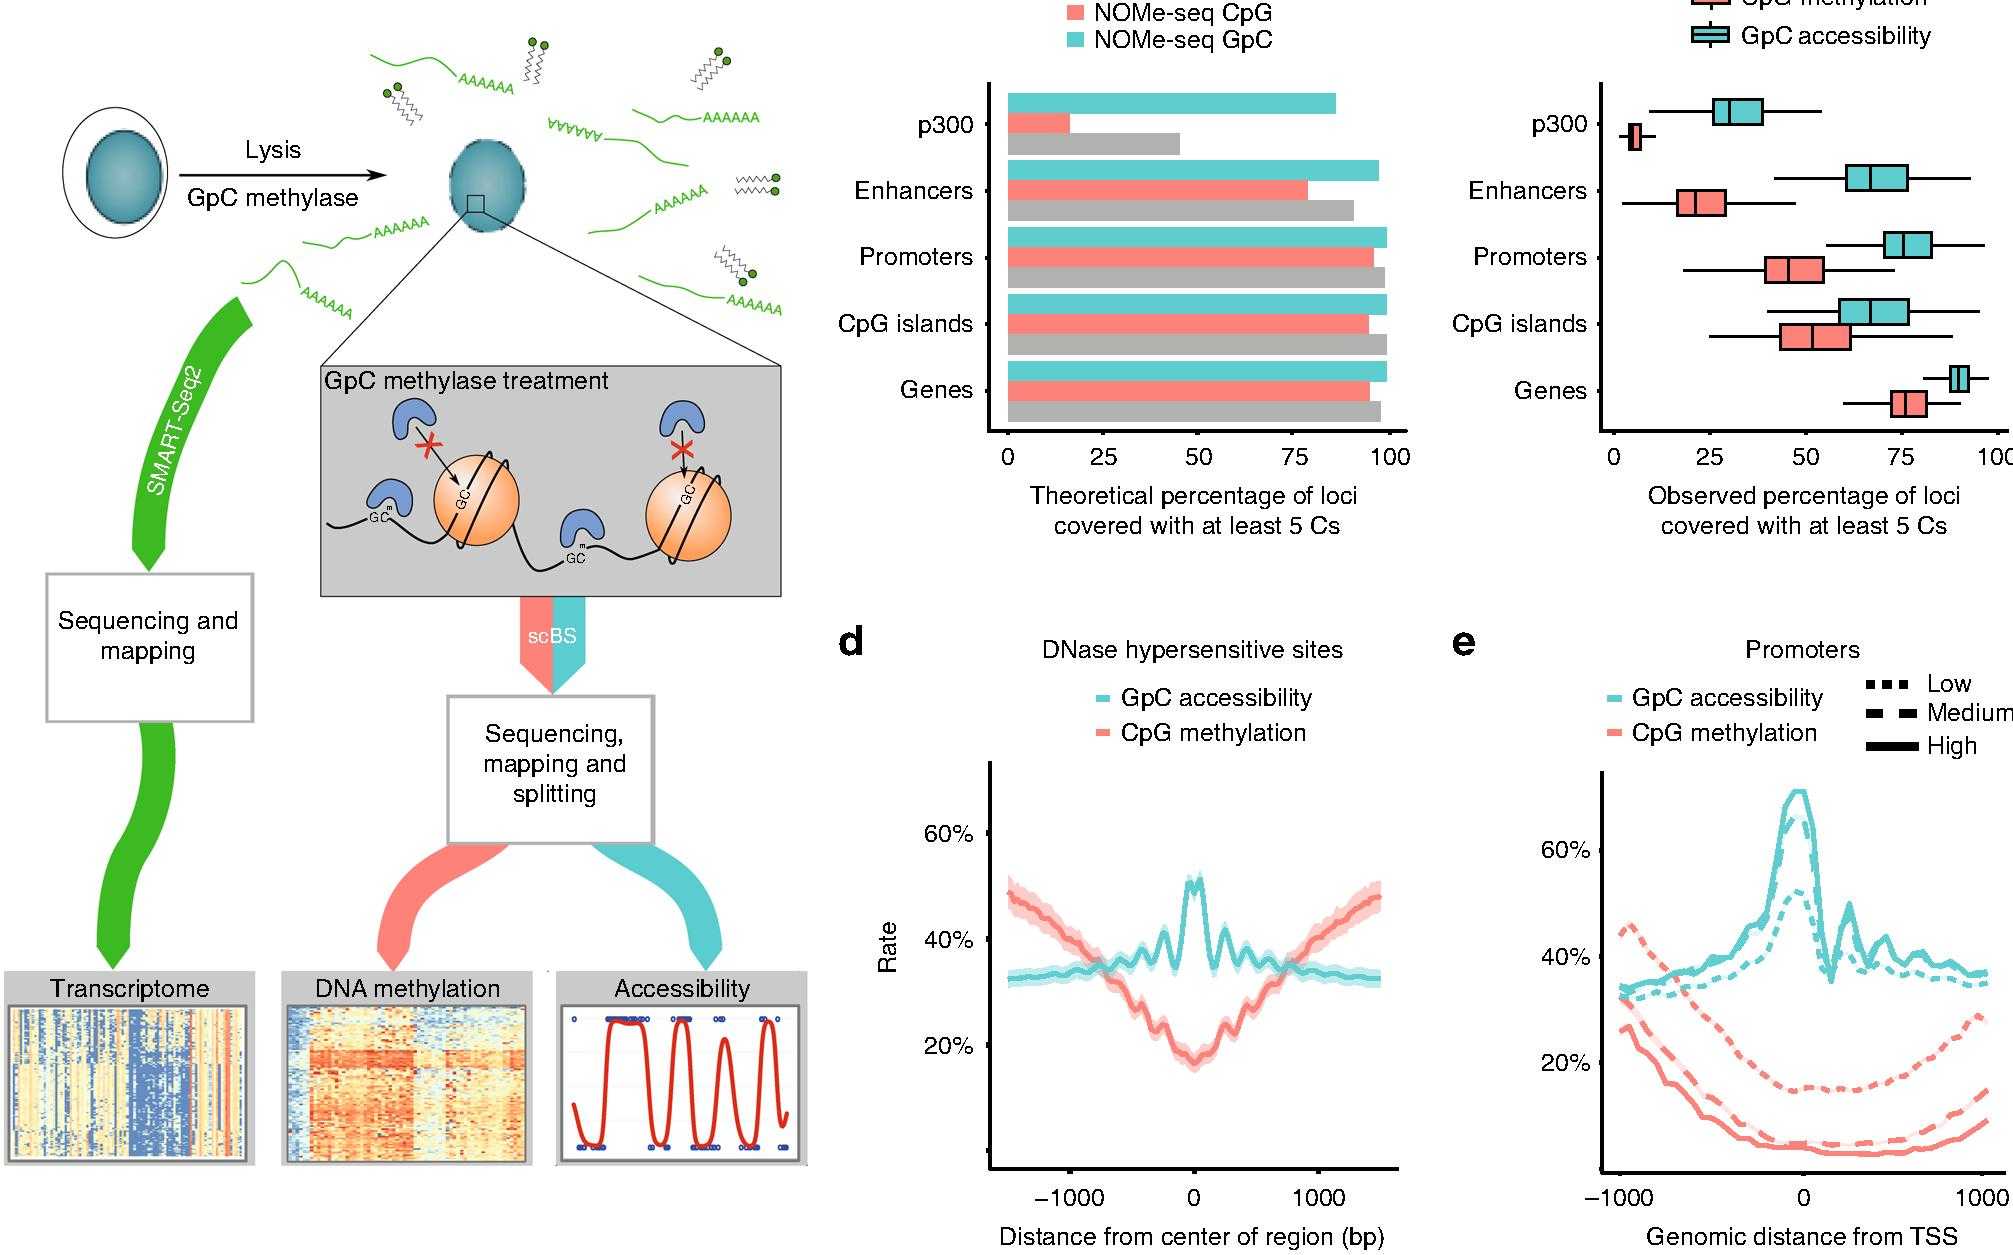 AAAAAA
AAAAAA
AAAAAA
AAAAAA
AAAAAA
AAAAAA
AAAAAA
Lysis
GpC methylase
SMART-Seq2
GpC methylase treatment
GC
GC
GCm
GCm
scBS
Sequencing and
mapping
Sequencing,
mapping and
splitting
Transcriptome
DNA methylation
Accessibility
NOMe-seq CpG
NOMe-seq GpC
p300
Enhancers
Promoters
CpG islands
Genes
0 25 50 75 100
Theoretical percentage of loci
covered with at least 5 Cs
CpG methylation
GpC accessibility
p300
Enhancers
Promoters
CpG islands
Genes
0 25 50 75 100
Observed percentage of loci
covered with at least 5 Cs
d
DNase hypersensitive sites
GpC accessibility
CpG methylation
Rate
60%
40%
20%
−1000 0 1000
Distance from center of region (bp)
e
Promoters
GpC accessibility
CpG methylation
Low
Medium
High
60%
40%
20%
−1000 0 1000
Genomic distance from TSS